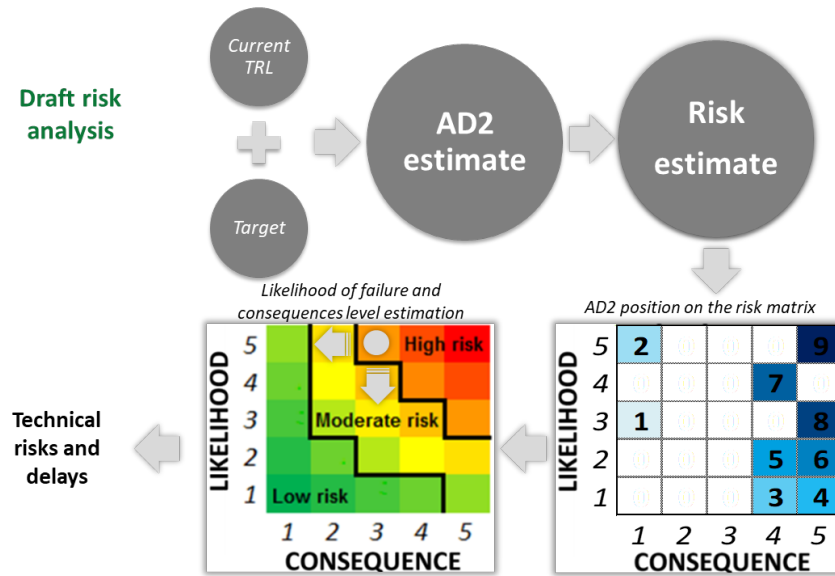 Current
TRL
Draft risk
analysis
AD2
estimate
Risk
estimate
Target
Likelihood of failure and
consequences level estimation
AD2 position on the risk matrix
LIKELIHOOD
5 High risk
4
3 Moderate risk
2
1 Low risk
1 2 3 4 5
CONSEQUENCE
Technical
risks and
delays
LIKELIHOOD
5 2 9
4 7
3 1 8
2 5 6
1 3 4
1 2 3 4 5
CONSEQUENCE